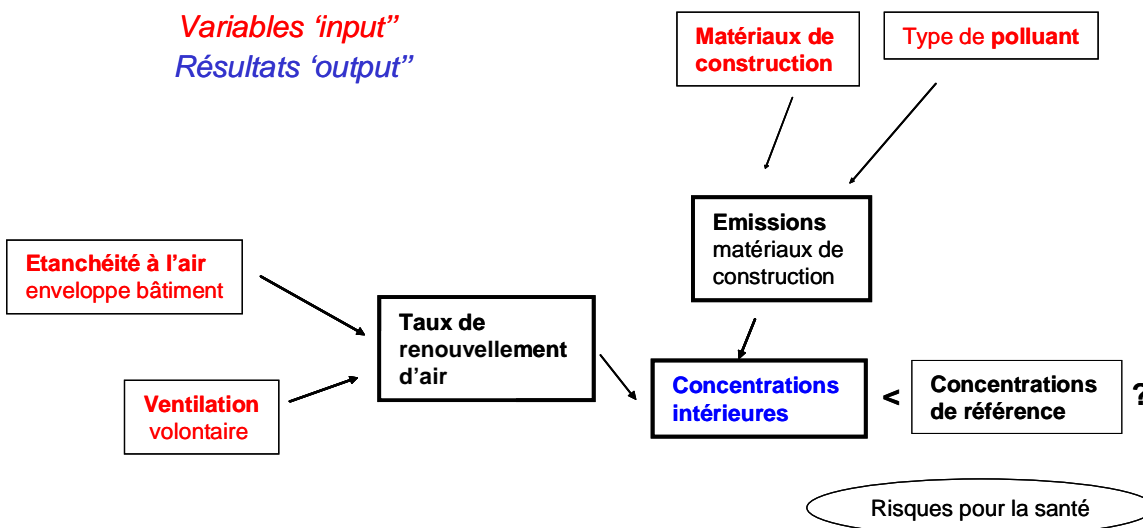 Variables ‘input’’
Résultats ‘output’’
Matériaux de
construction
Type de polluant
Emissions
matériaux de
construction
Etanchéité à l’air
enveloppe bâtiment
Taux de
renouvellement
d’air
Ventilation
volontaire
Concentrations
intérieures
<
Concentrations
de référence
?
Risques pour la santé